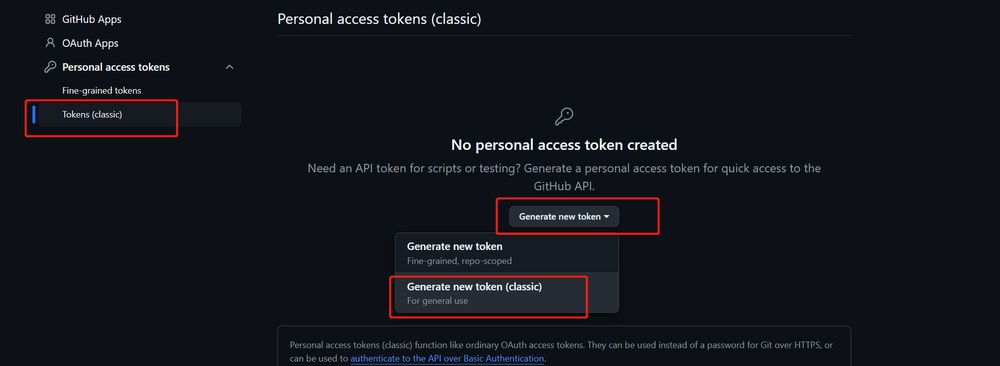 GitHub Apps
OAuth Apps
Personal access tokens
Fine-grained tokens
Tokens (classic)
Personal access tokens (classic)
No personal access token created
Need an API token for scripts or testing? Generate a personal access token for quick access to the
GitHub API.
Generate new token
Generate new token
Fine-grained, repo-scoped
Generate new token (classic)
For general use
Personal access tokens (classic) function like ordinary OAuth access tokens. They can be used instead of a password for Git over HTTPS, or
can be used to authenticate to the API over Basic Authentication.